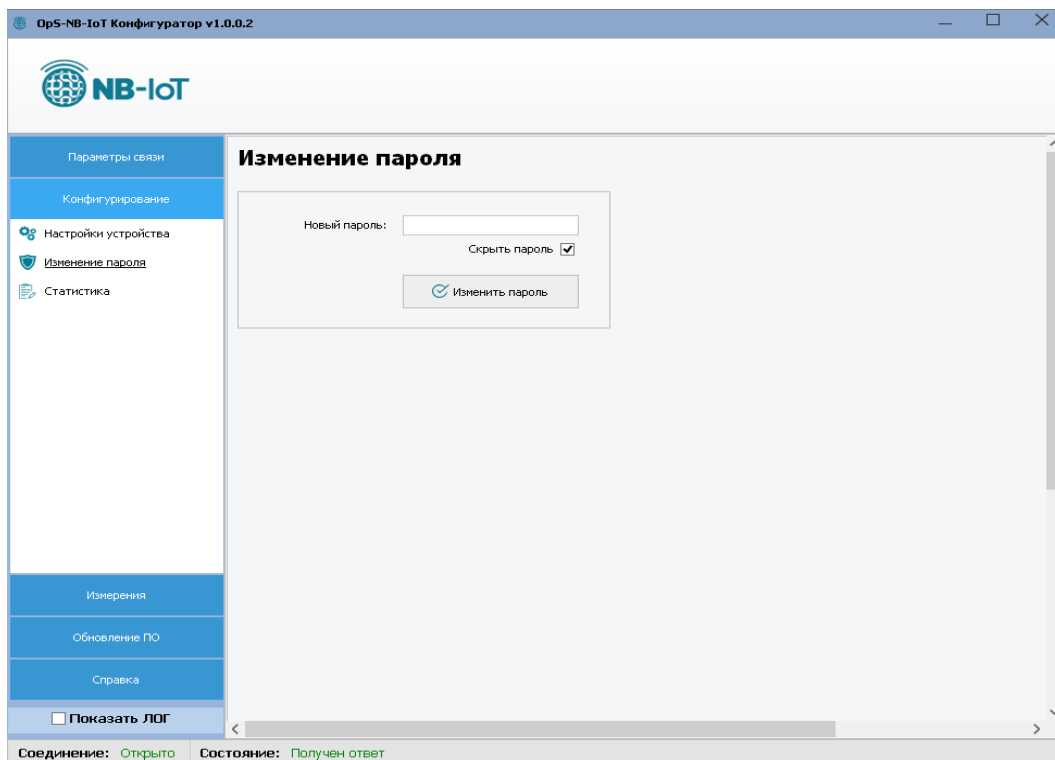 OpS-NB-IoT Конфигуратор v1.0.0.2
NB-IoT
Параметры связи
Конфигурирование
Настройки устройства
Изменение пароля
Статистика
Изменение пароля
Новый пароль:
Скрыть пароль
Изменить пароль
Измерения
Обновление ПО
Справка
Показать ЛОГ
Соединение: Открыто Состояние: Получен ответ